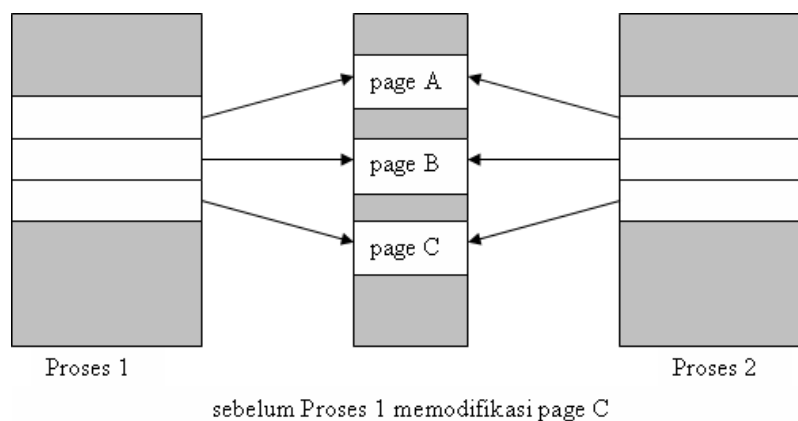 page A
page B
page C
Proses 1
Proses 2
sebelum Proses 1 memodifikasi page C